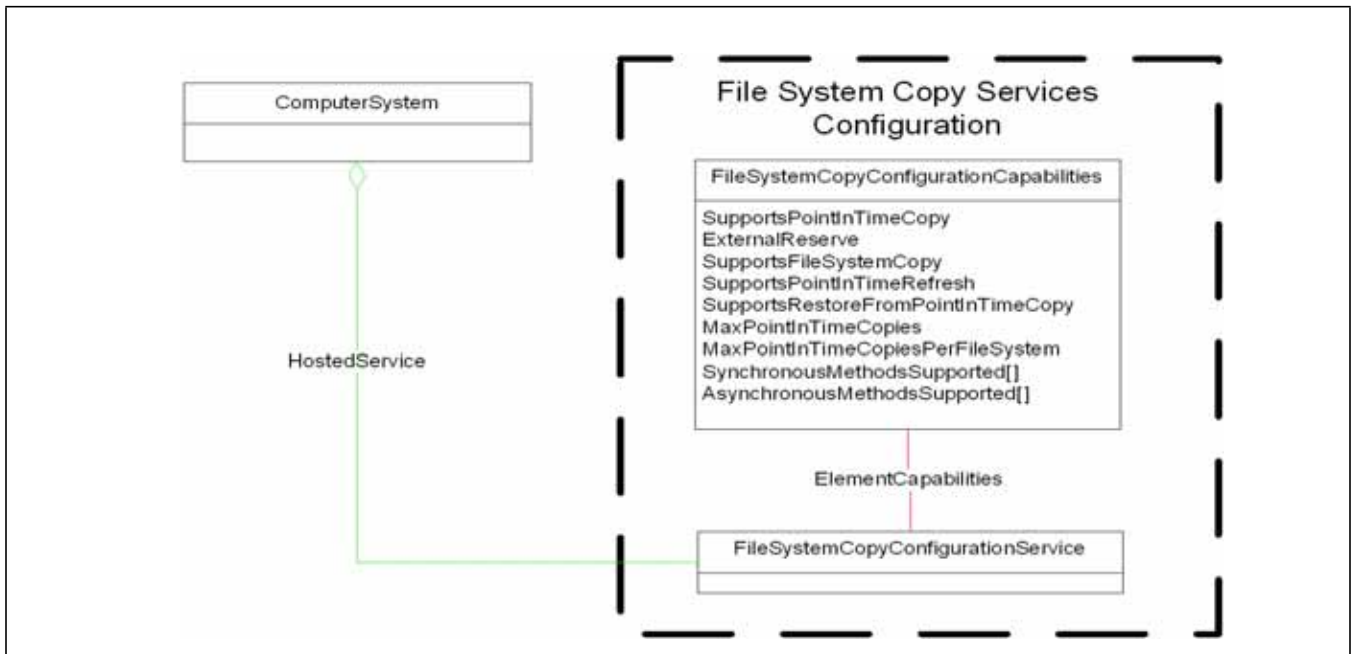 ComputerSystem
File System Copy Services
Configuration
FileSystemCopyConfigurationCapabilities
SupportsPointInTimeCopy
ExternalReserve
SupportsFileSystemCopy
SupportsPointInTimeRefresh
SupportsRestoreFromPointInTimeCopy
MaxPointInTimeCopies
MaxPointInTimeCopiesPerFileSystem
SynchronousMethodsSupported[]
AsynchronousMethodsSupported[]
HostedService
ElementCapabilities
FileSystemCopyConfigurationService